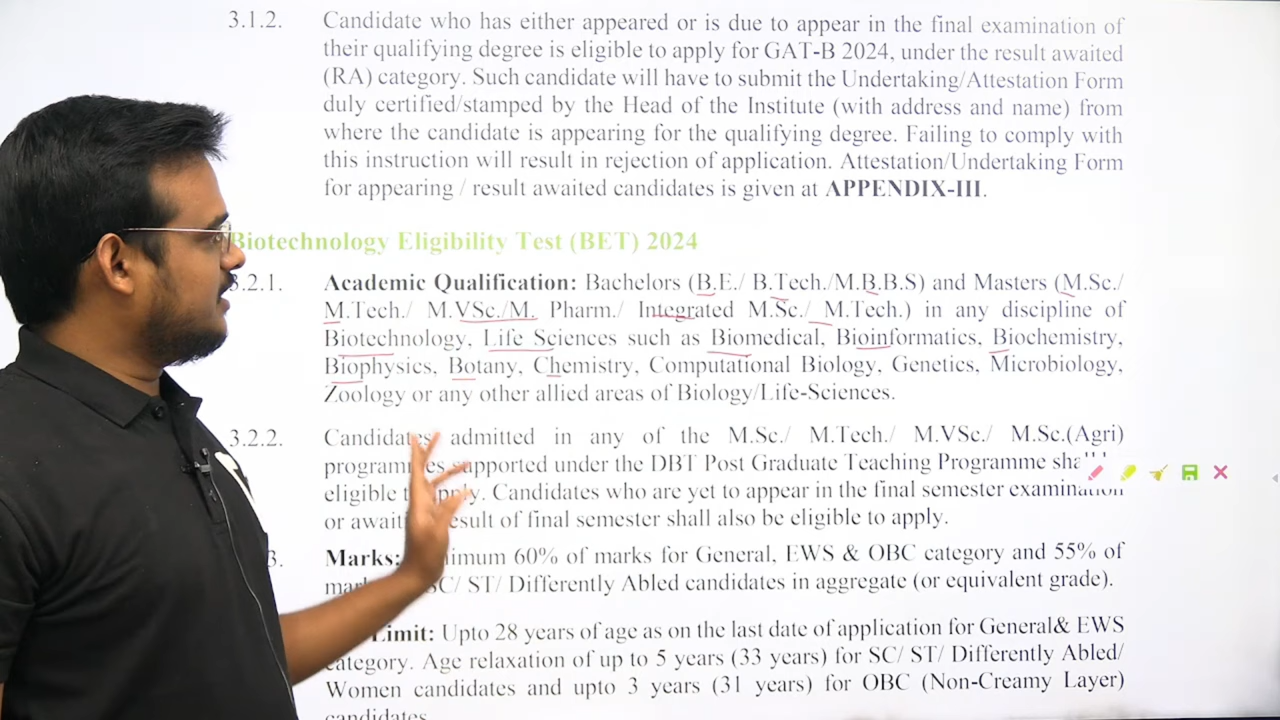 3.1.2. Candidate who has either appeared or is due to appear in the final examination of
their qualifying degree is eligible to apply for GAT-B 2024, under the result awaited
(RA) category. Such candidate will have to submit the Undertaking/Attestation Form
duly certified/stamped by the Head of the Institute (with address and name) from
where the candidate is appearing for the qualifying degree. Failing to comply with
this instruction will result in rejection of application. Attestation/Undertaking Form
for appearing / result awaited candidates is given at APPENDIX-III.
Biotechnology Eligibility Test (BET) 2024
3.2.1. Academic Qualification: Bachelors (B.E./ B.Tech./M.B.B.S) and Masters (M.Sc./
M.Tech./ M.VSc./M. Pharm./ Integrated M.Sc./ M.Tech.) in any discipline of
Biotechnology, Life Sciences such as Biomedical, Bioinformatics, Biochemistry,
Biophysics, Botany, Chemistry, Computational Biology, Genetics, Microbiology,
Zoology or any other allied areas of Biology/Life-Sciences.
3.2.2. Candidates admitted in any of the M.Sc./ M.Tech./ M.VSc./ M.Sc.(Agri)
programmes supported under the DBT Post Graduate Teaching Programme
eligible apply. Candidates who are yet to appear in the final semester examination
or result of final semester shall also be eligible to apply.
3. Marks: 60% of marks for General, EWS & OBC category and 55% of
SC/ ST/ Differently Abled candidates in aggregate (or equivalent grade).
Limit: Upto 28 years of age as on the last date of application for General& EWS
category. Age relaxation of up to 5 years (33 years) for SC/ ST/ Differently Abled/
Women candidates and upto 3 years (31 years) for OBC (Non-Creamy Layer)
candidates